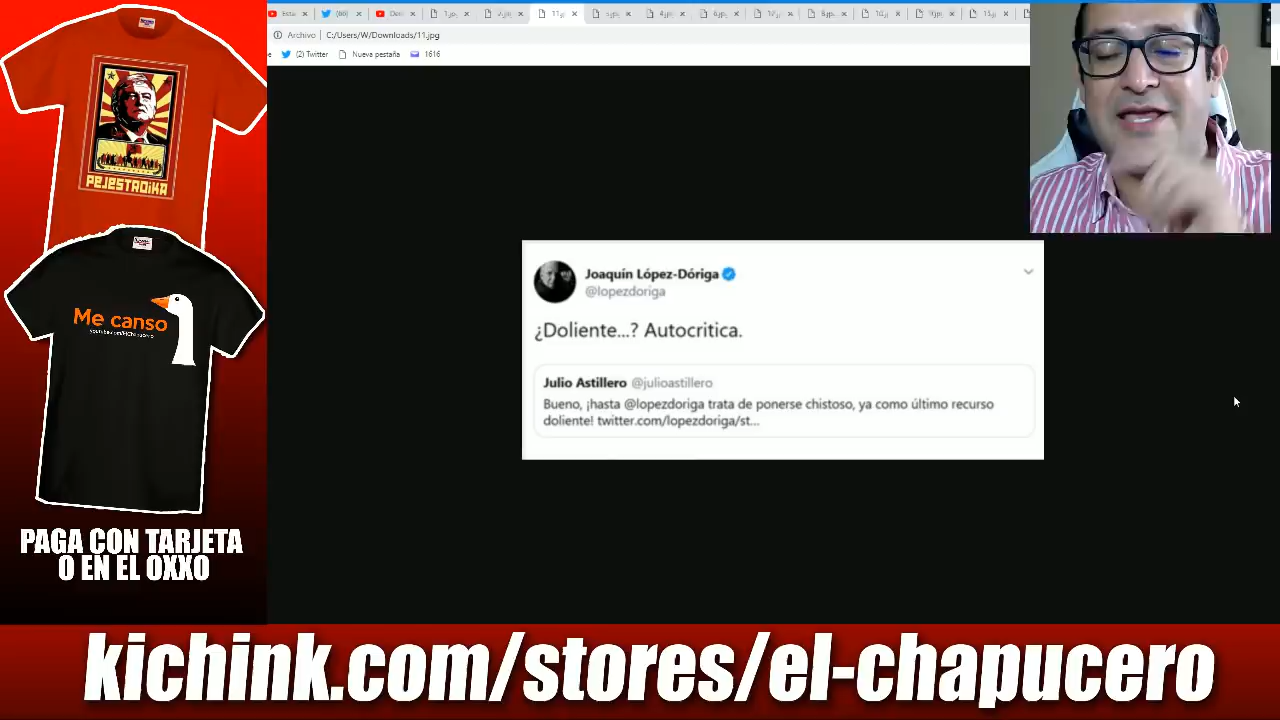 PEJESTROIKA
Me canso
PAGA CON TARJETA
O EN EL OXXO
Archivo
C:/Users/W/Downloads/11.jpg
(2) Twitter
Nueva pestaña
1616
Joaquín López-Dóriga
@lopezdoriga
¿Doliente...? Autocritica.
Julio Astillero @julioastillero
Bueno, ¡hasta @lopezdoriga trata de ponerse chistoso, ya como último recurso
doliente! twitter.com/lopezdoriga/st...
kichink.com/stores/el-chapucero